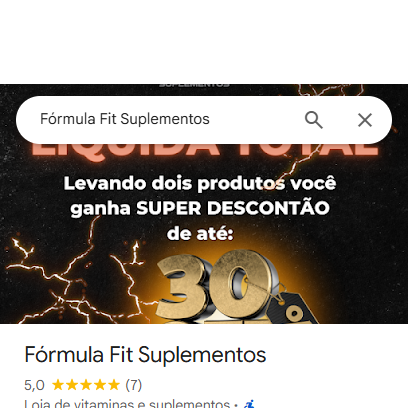 SUPLEMENTOS
Fórmula Fit Suplementos
LIQUIDA TOTAL
Levando dois produtos você
ganha SUPER DESCONTÃO
de até:
30
Fórmula Fit Suplementos
5,0 ★★★★★ (7)
Loja de vitaminas e suplementos ·